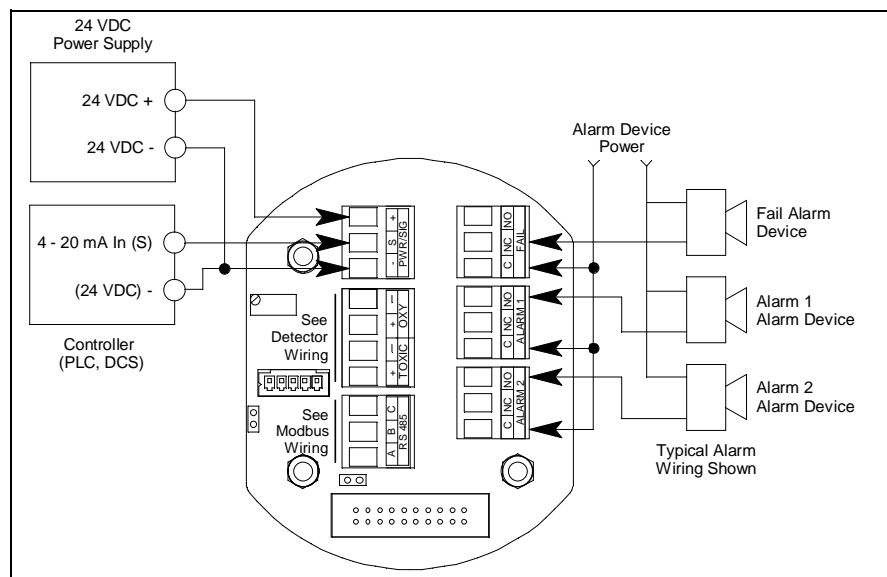 24 VDC
Power Supply
24 VDC +
24 VDC -
4 - 20 mA In (S)
(24 VDC) -
Controller
(PLC, DCS)
+
S
-
PWR/SIG
See
Detector
Wiring
-
+
OXY
-
+
TOXIC
See
Modbus
Wiring
C
B
A
RS 485
NO
NC
C
FAIL
NO
NC
C
ALARM 1
NO
NC
C
ALARM 2
Alarm Device
Power
Fail Alarm
Device
Alarm 1
Alarm Device
Alarm 2
Alarm Device
Typical Alarm
Wiring Shown